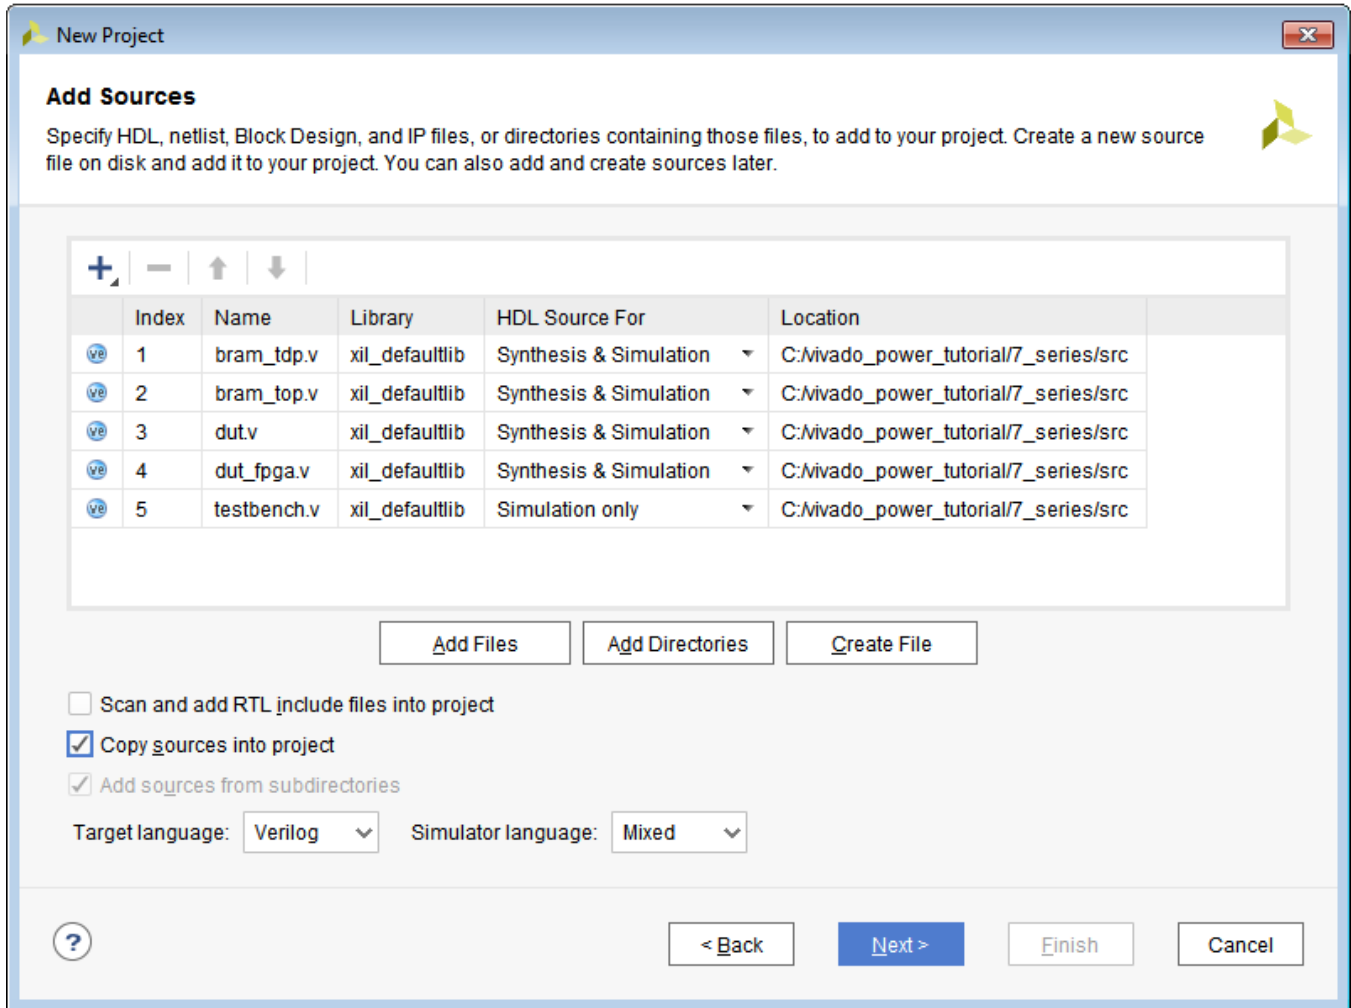 New Project
Add Sources
Specify HDL, netlist, Block Design, and IP files, or directories containing those files, to add to your project. Create a new source
file on disk and add it to your project. You can also add and create sources later.
Index Name Library HDL Source For Location
1 bram_tdp.v xil_defaultlib Synthesis & Simulation C:/vivado_power_tutorial/7_series/src
2 bram_top.v xil_defaultlib Synthesis & Simulation C:/vivado_power_tutorial/7_series/src
3 dut.v xil_defaultlib Synthesis & Simulation C:/vivado_power_tutorial/7_series/src
4 dut_fpga.v xil_defaultlib Synthesis & Simulation C:/vivado_power_tutorial/7_series/src
5 testbench.v xil_defaultlib Simulation only C:/vivado_power_tutorial/7_series/src
Add Files Add Directories Create File
Scan and add RTL include files into project
Copy sources into project
Add sources from subdirectories
Target language: Verilog Simulator language: Mixed
? < Back Next > Finish Cancel